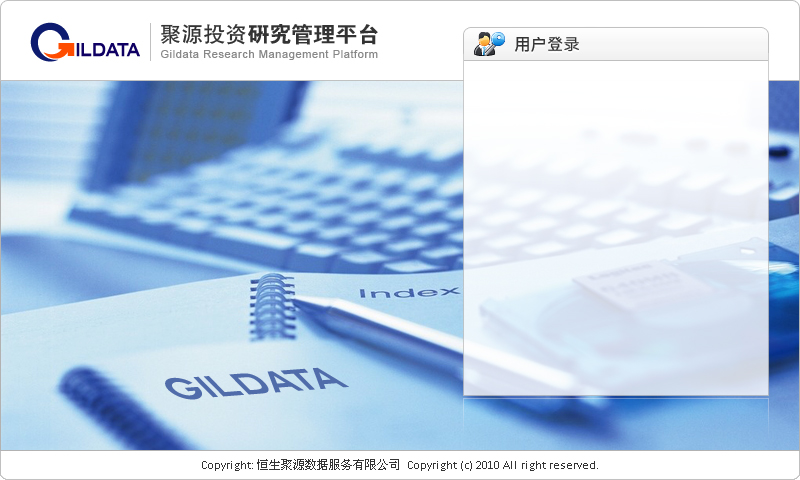 GILDATA
聚源投资研究管理平台
Gildata Research Management Platform
用户登录
Index
GILDATA
Copyright: 恒生聚源数据服务有限公司 Copyright (c) 2010 All right reserved.